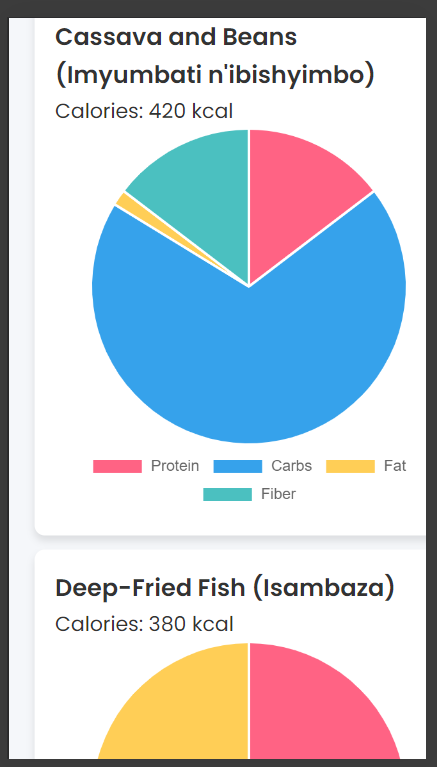 Cassava and Beans
(Imyumbati n'ibishyimbo)
Calories: 420 kcal
Protein Carbs Fat
Fiber
Deep-Fried Fish (Isambaza)
Calories: 380 kcal